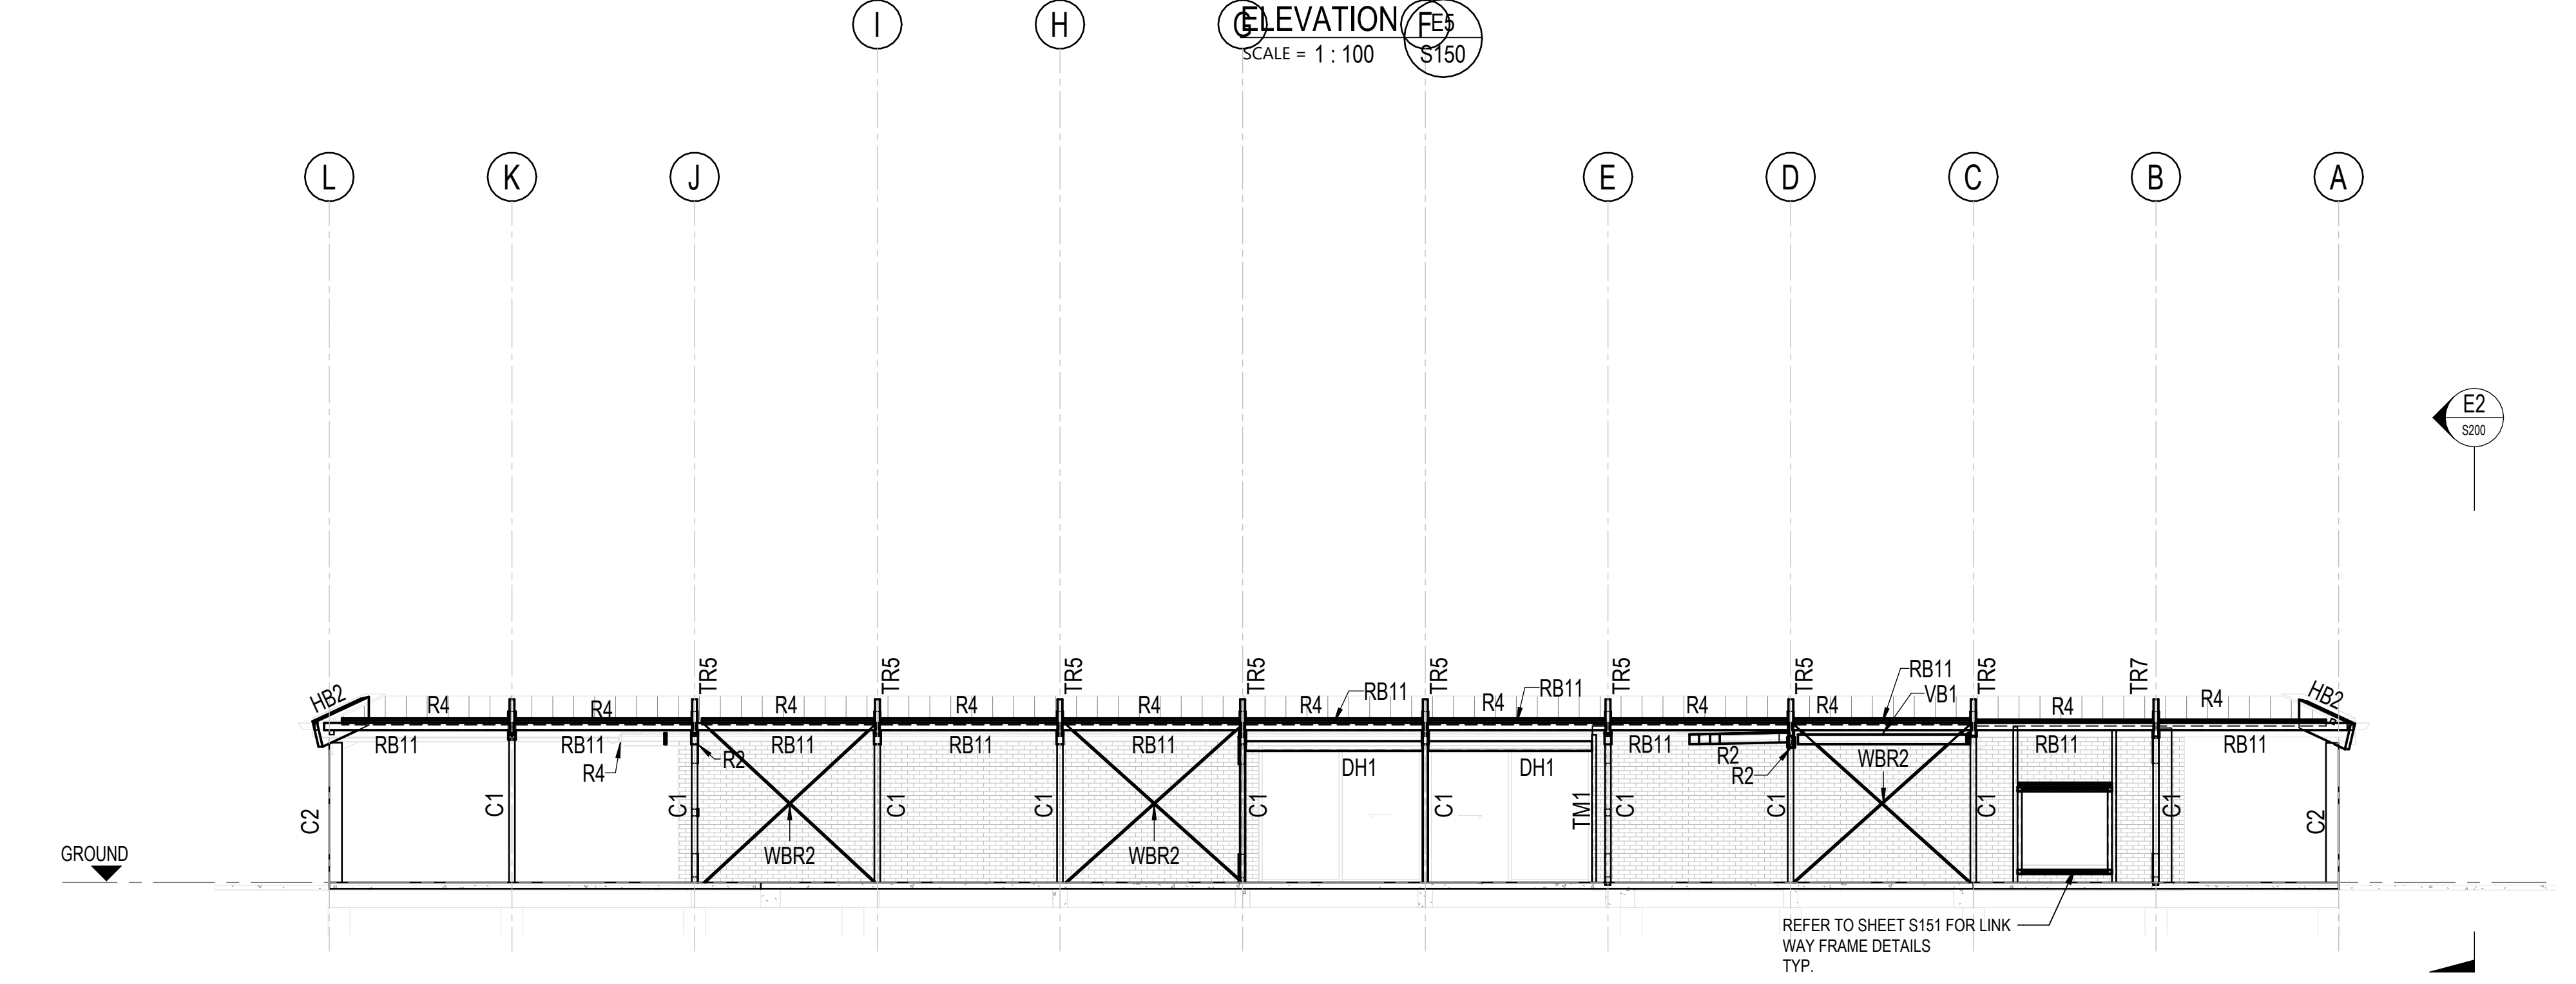 ELEVATION
E5
SCALE = 1 : 100
S150
I
H
G
F
L
K
J
E
D
C
B
A
E2
S200
TR5
TR5
TR5
TR5
TR5
TR5
TR5
TR5
TR7
HB2
R4
R4
R4
R4
R4
R4
RB11
R4
RB11
R4
R4
RB11
VB1
R4
R4
HB2
RB11
RB11
R4
R2
RB11
RB11
RB11
DH1
DH1
RB11
R2
R2
WBR2
RB11
RB11
C2
C1
C1
C1
C1
C1
C1
TM1
C1
C1
C1
C1
C2
WBR2
WBR2
GROUND
REFER TO SHEET S151 FOR LINK
WAY FRAME DETAILS
TYP.